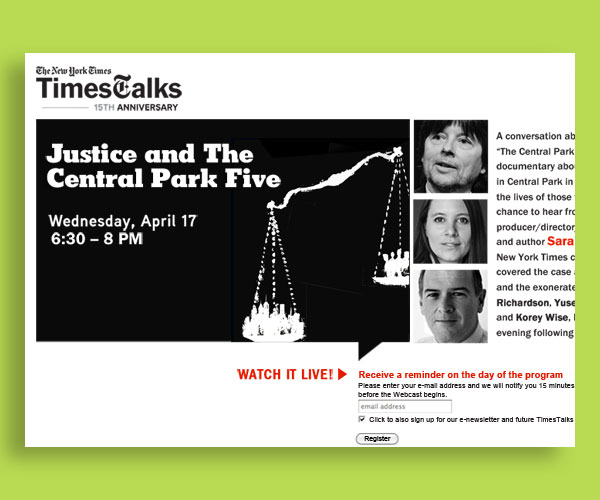 The New York Times
TimesTalks
15TH ANNIVERSARY
Justice and The
Central Park Five
Wednesday, April 17
6:30 – 8 PM
A conversation ab
"The Central Park
documentary abou
in Central Park in
the lives of those
chance to hear fro
producer/director,
and author Sara
New York Times c
covered the case a
and the exonerate
Richardson, Yuse
and Korey Wise,
evening following
WATCH IT LIVE!
Receive a reminder on the day of the program
Please enter your e-mail address and we will notify you 15 minutes
before the Webcast begins.
email address
Click to also sign up for our e-newsletter and future TimesTalks
Register